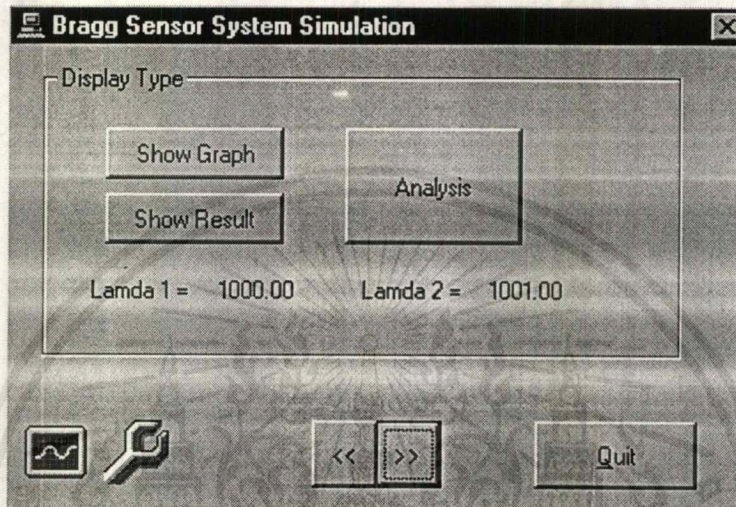 Bragg Sensor System Simulation
Display Type
Show Graph
Analysis
Show Result
Lamda 1 = 1000.00 Lamda 2 = 1001.00
<< >> Quit